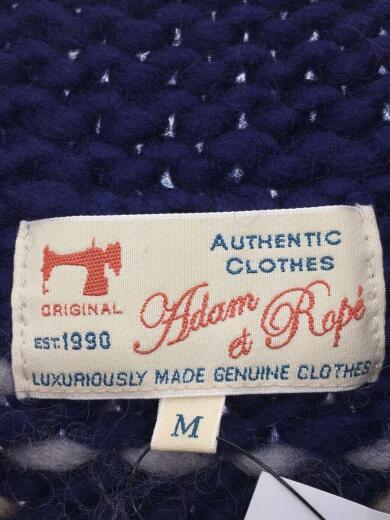 AUTHENTIC
CLOTHES
ORIGINAL
Adam
et Ropé
EST.1990
LUXURIOUSLY MADE GENUINE CLOTHES
M